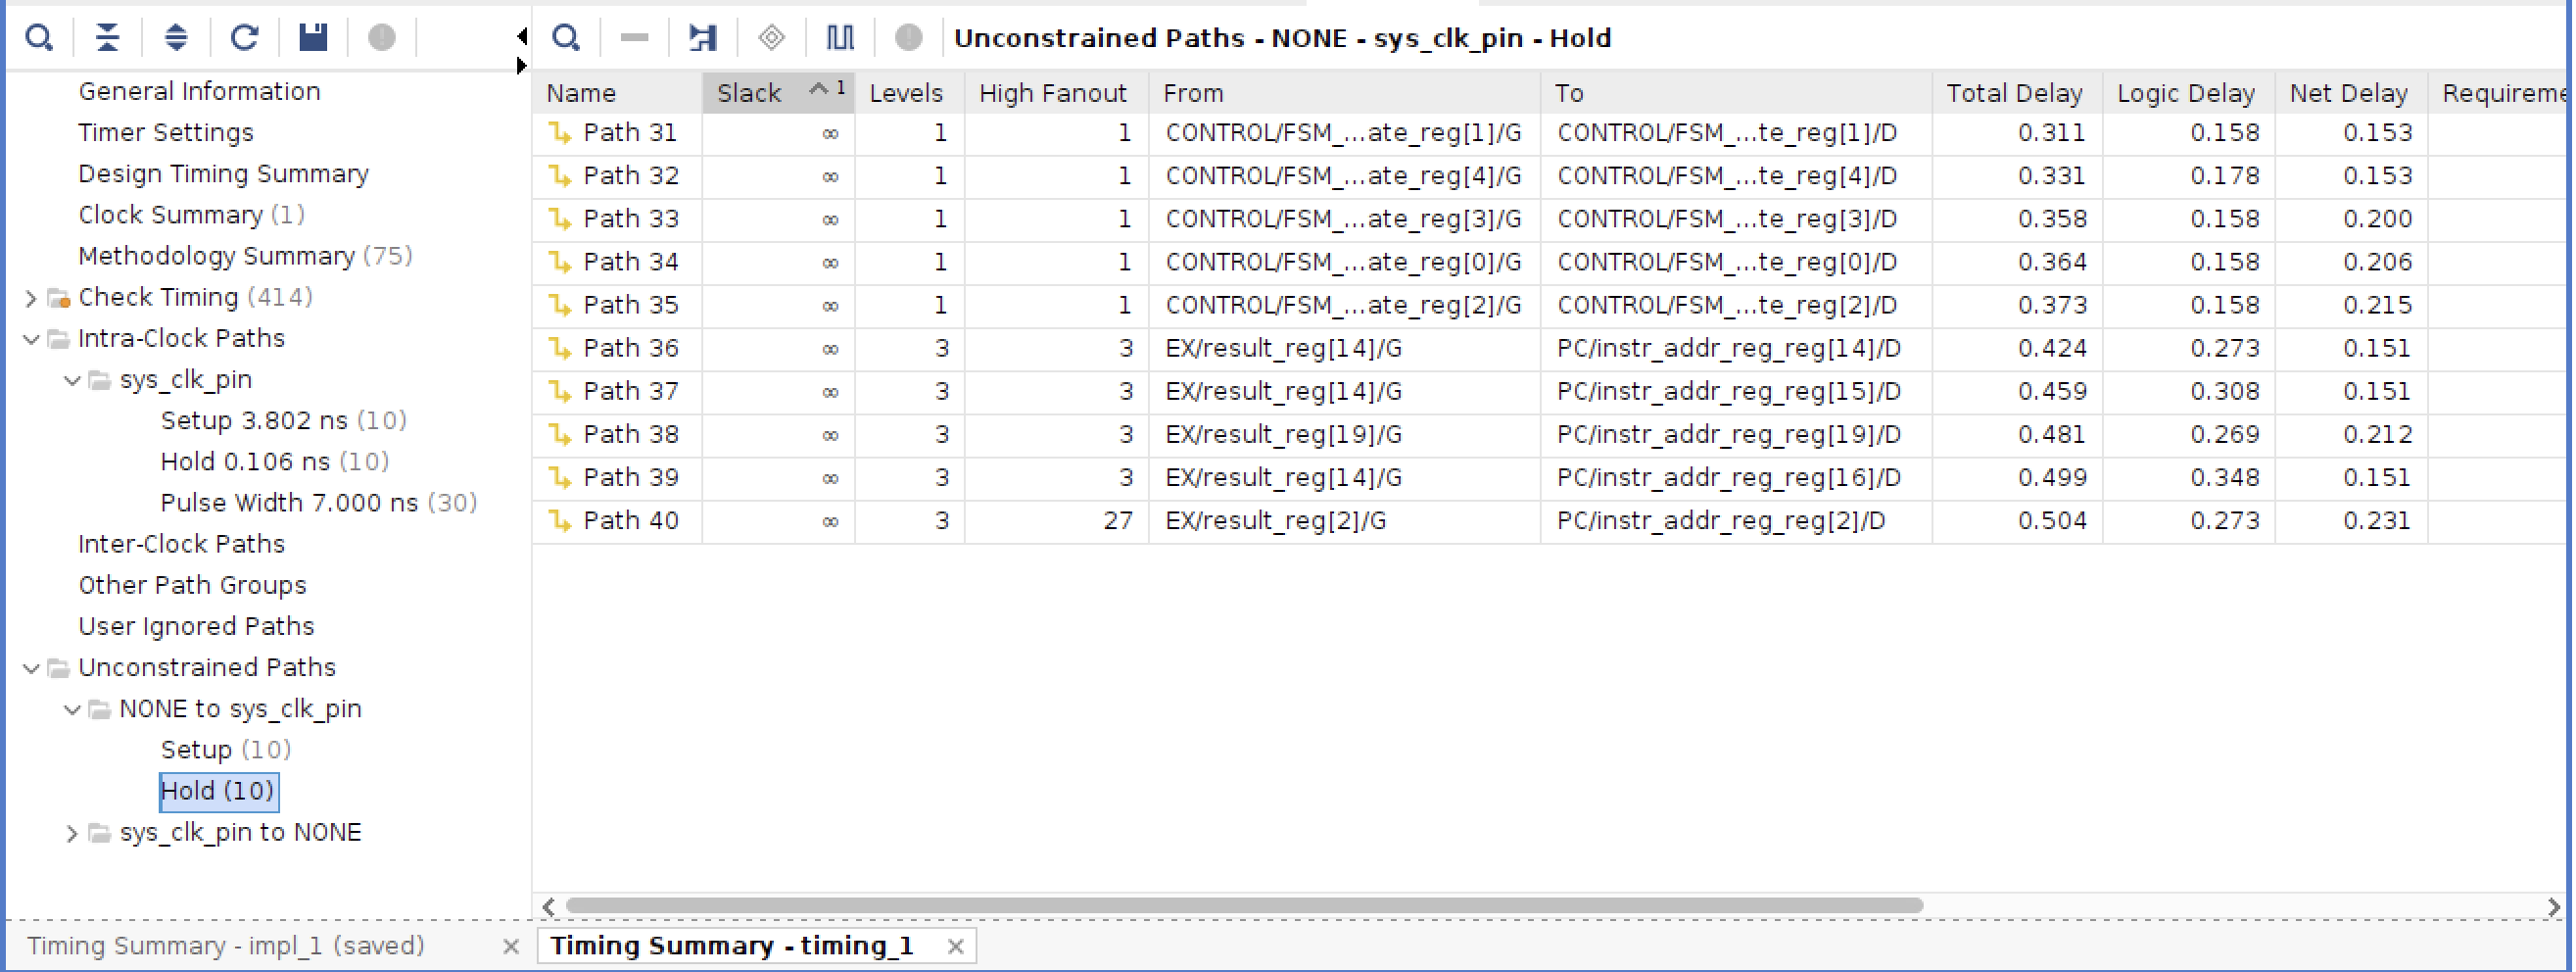 Unconstrained Paths - NONE - sys_clk_pin - Hold
General Information
Timer Settings
Design Timing Summary
Clock Summary (1)
Methodology Summary (75)
Check Timing (414)
Intra-Clock Paths
sys_clk_pin
Setup 3.802 ns (10)
Hold 0.106 ns (10)
Pulse Width 7.000 ns (30)
Inter-Clock Paths
Other Path Groups
User Ignored Paths
Unconstrained Paths
NONE to sys_clk_pin
Setup (10)
Hold (10)
sys_clk_pin to NONE
Name Slack 1 Levels High Fanout From To Total Delay Logic Delay Net Delay Requireme
Path 31 ∞ 1 1 CONTROL/FSM_...ate_reg[1]/G CONTROL/FSM_...te_reg[1]/D 0.311 0.158 0.153
Path 32 ∞ 1 1 CONTROL/FSM_...ate_reg[4]/G CONTROL/FSM_...te_reg[4]/D 0.331 0.178 0.153
Path 33 ∞ 1 1 CONTROL/FSM_...ate_reg[3]/G CONTROL/FSM_...te_reg[3]/D 0.358 0.158 0.200
Path 34 ∞ 1 1 CONTROL/FSM_...ate_reg[0]/G CONTROL/FSM_...te_reg[0]/D 0.364 0.158 0.206
Path 35 ∞ 1 1 CONTROL/FSM_...ate_reg[2]/G CONTROL/FSM_...te_reg[2]/D 0.373 0.158 0.215
Path 36 ∞ 3 3 EX/result_reg[14]/G PC/instr_addr_reg_reg[14]/D 0.424 0.273 0.151
Path 37 ∞ 3 3 EX/result_reg[14]/G PC/instr_addr_reg_reg[15]/D 0.459 0.308 0.151
Path 38 ∞ 3 3 EX/result_reg[19]/G PC/instr_addr_reg_reg[19]/D 0.481 0.269 0.212
Path 39 ∞ 3 3 EX/result_reg[14]/G PC/instr_addr_reg_reg[16]/D 0.499 0.348 0.151
Path 40 ∞ 3 27 EX/result_reg[2]/G PC/instr_addr_reg_reg[2]/D 0.504 0.273 0.231
Timing Summary - impl_1 (saved)
Timing Summary - timing_1